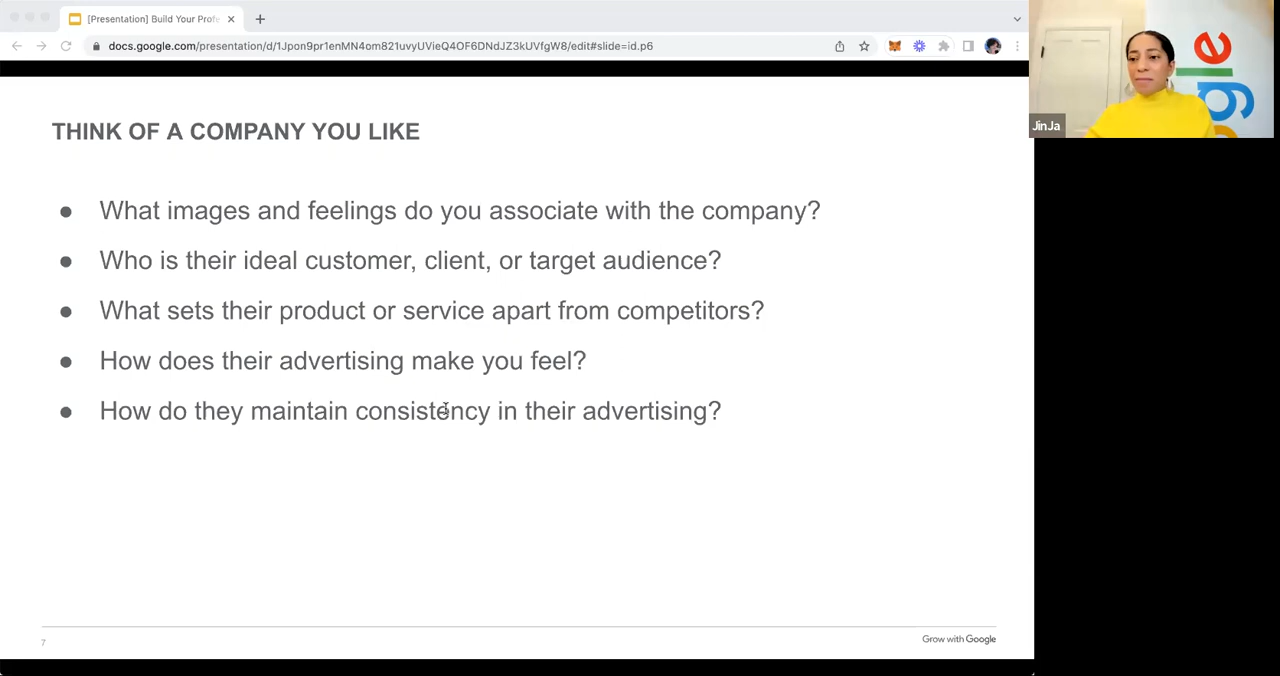 [Presentation] Build Your Profe
docs.google.com/presentation/d/1Jpon9pr1enMN4om821uvyUVieQ4OF6DNdJZ3kUVfgW8/edit#slide=id.p6
THINK OF A COMPANY YOU LIKE
● What images and feelings do you associate with the company?
● Who is their ideal customer, client, or target audience?
● What sets their product or service apart from competitors?
● How does their advertising make you feel?
● How do they maintain consistency in their advertising?
7
Grow with Google
JinJa
gle